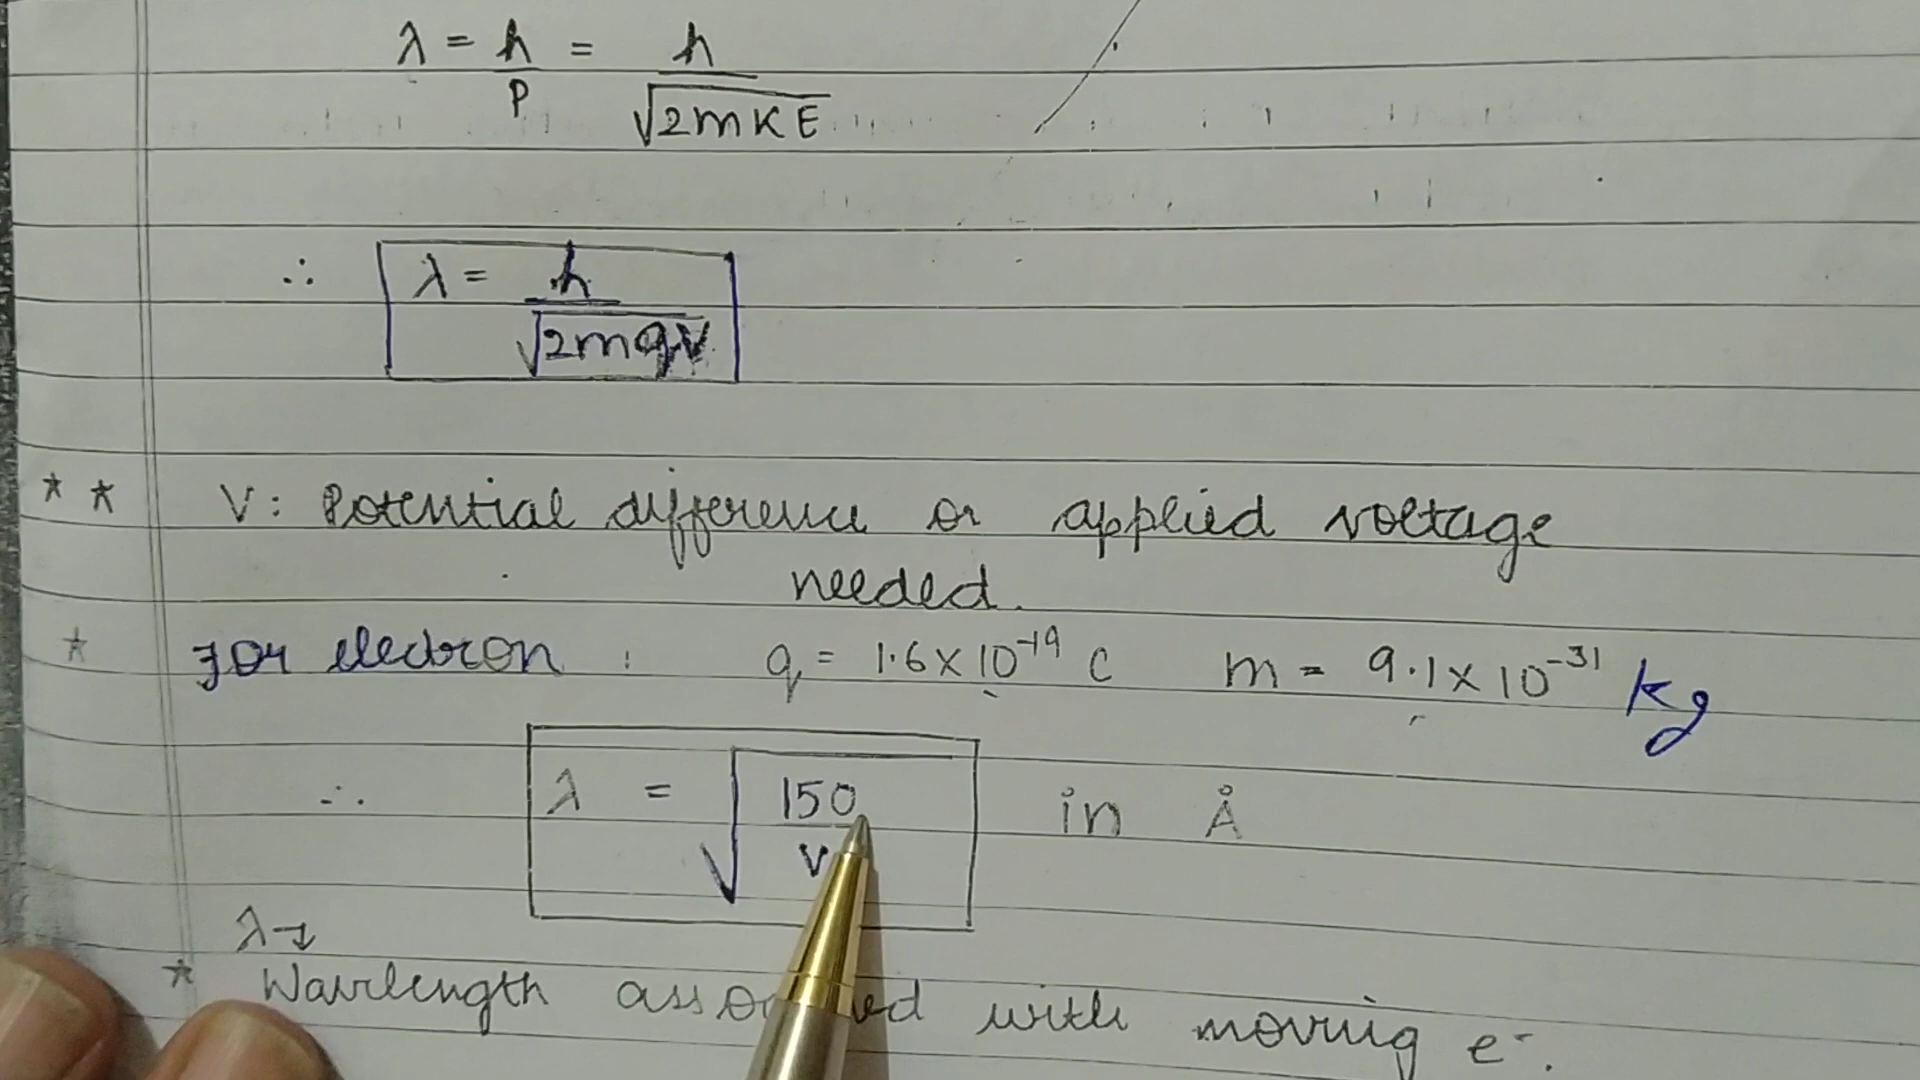 λ = h/P = h/√2mKE
∴ λ = h/√2mqV
** V: Potential difference or applied voltage
needed.
* For electron : q = 1.6×10⁻¹⁹ C m = 9.1×10⁻³¹ kg
∴ λ = √150/V in Å
λ→
* Wavelength with moving e⁻.